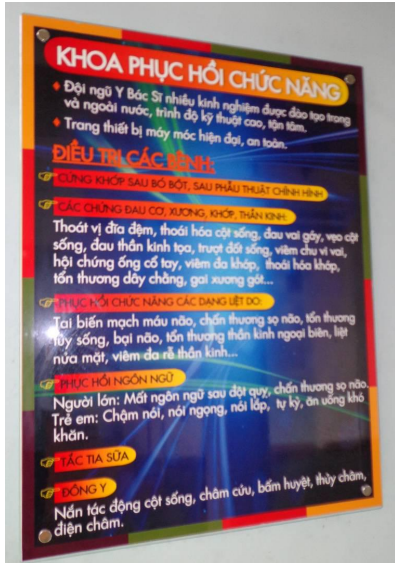 KHOA PHỤC HỒI CHỨC NĂNG
Đội ngũ Y Bác Sĩ nhiều kinh nghiệm được đào tạo trong
và ngoài nước, trình độ kỹ thuật cao, tận tâm.
Trang thiết bị máy móc hiện đại, an toàn.
ĐIỀU TRỊ CÁC BỆNH:
CỨNG KHỚP SAU BÓ BỘT, SAU PHẪU THUẬT CHỈNH HÌNH
CÁC CHỨNG ĐAU CƠ, XƯƠNG, KHỚP, THẦN KINH:
Thoát vị đĩa đệm, thoái hóa cột sống, đau vai gáy, vẹo cột
sống, đau thần kinh tọa, trượt đốt sống, viêm chu vi vai,
hội chứng ống cổ tay, viêm đa khớp, thoái hóa khớp,
tổn thương dây chằng, gai xương gót...
PHỤC HỒI CHỨC NĂNG CÁC DẠNG LIỆT DO:
Tai biến mạch máu não, chấn thương sọ não, tổn thương
tủy sống, bại não, tổn thương thần kinh ngoại biên, liệt
nửa mặt, viêm đa rễ thần kinh...
PHỤC HỒI NGÔN NGỮ
Người lớn: Mất ngôn ngữ sau đột quỵ, chấn thương sọ não.
Trẻ em: Chậm nói, nói ngọng, nói lắp, tự kỷ, ăn uống khó
khăn.
TẮC TIA SỮA
ĐÔNG Y
Nắn tác động cột sống, châm cứu, bấm huyệt, thủy châm,
điện châm.